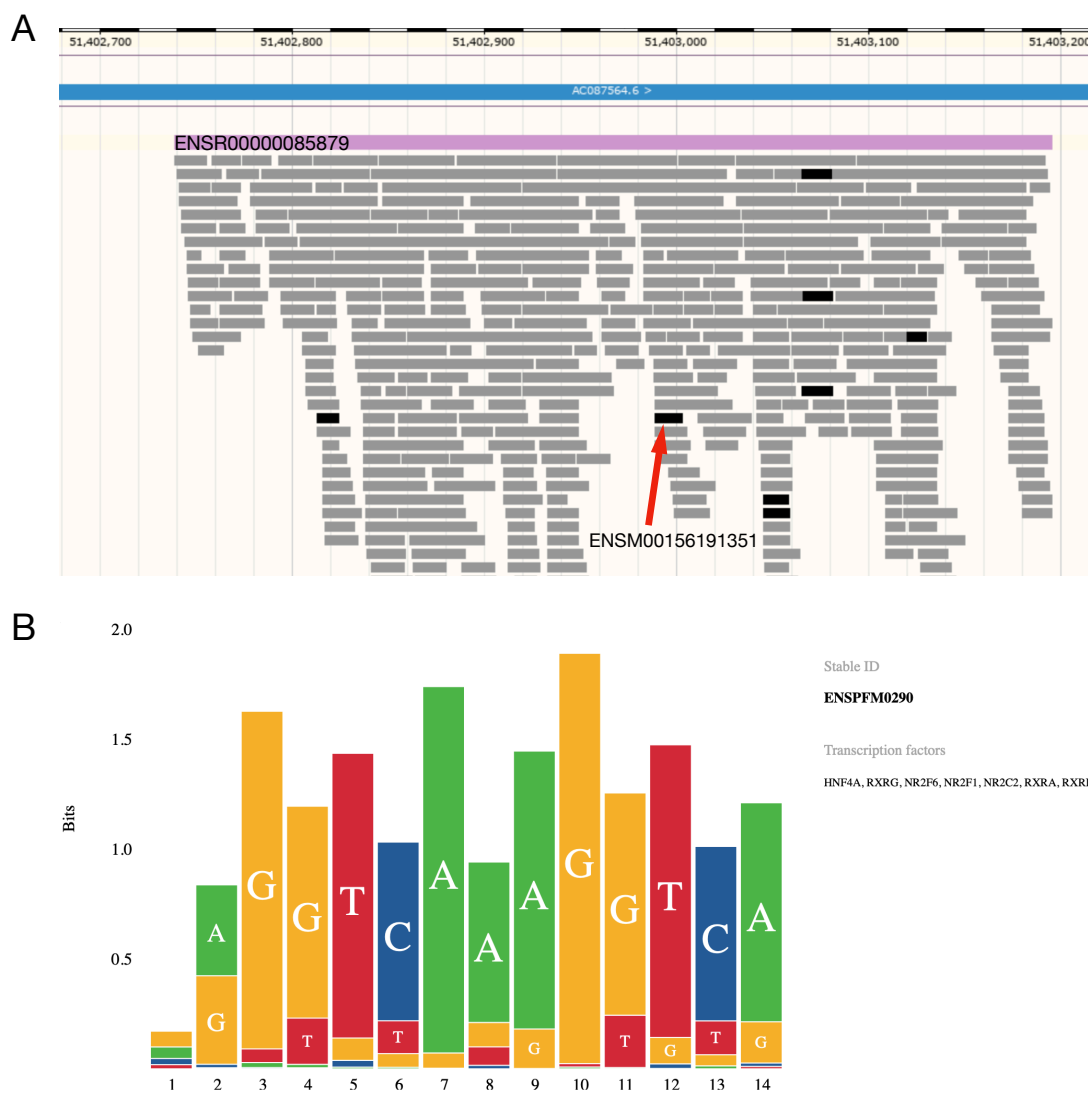 A
51,402,700 51,402,800 51,402,900 51,403,000 51,403,100 51,403,200
AC087564.6 >
ENSR00000085879
ENSM00156191351
B
2.0
1.5
1.0
0.5
Bits
A G G G T T C T A A A G G G T T G C T A G
1 2 3 4 5 6 7 8 9 10 11 12 13 14
Stable ID
ENSPFM0290
Transcription factors
HNF4A, RXRG, NR2F6, NR2F1, NR2C2, RXRA, RXRI